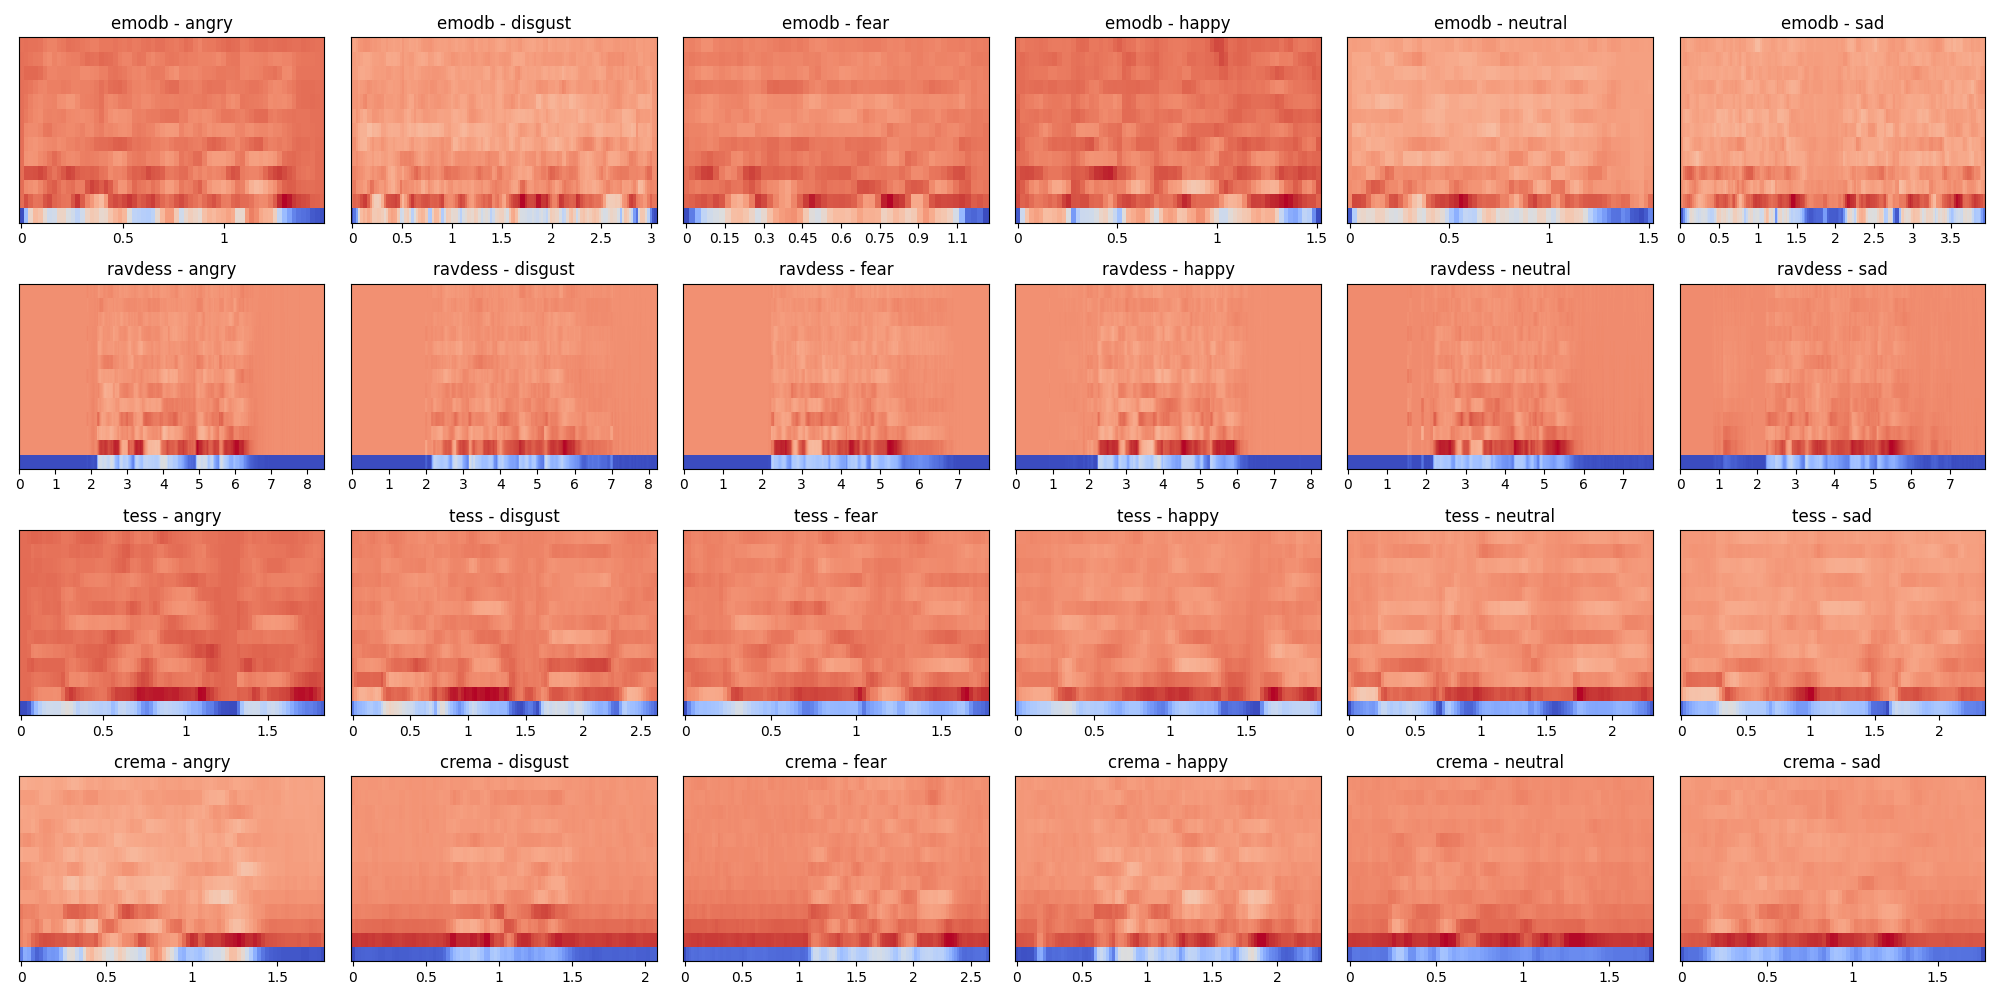 emodb - angry emodb - disgust emodb - fear emodb - happy emodb - neutral emodb - sad
0 0.5 1 0 0.5 1 1.5 2 2.5 3 0 0.15 0.3 0.45 0.6 0.75 0.9 1.1 0 0.5 1 1.5 0 0.5 1 1.5 0 0.5 1 1.5 2 2.5 3 3.5
ravdess - angry ravdess - disgust ravdess - fear ravdess - happy ravdess - neutral ravdess - sad
0 1 2 3 4 5 6 7 8 0 1 2 3 4 5 6 7 8 0 1 2 3 4 5 6 7 0 1 2 3 4 5 6 7 8 0 1 2 3 4 5 6 7 0 1 2 3 4 5 6 7
tess - angry tess - disgust tess - fear tess - happy tess - neutral tess - sad
0 0.5 1 1.5 0 0.5 1 1.5 2 2.5 0 0.5 1 1.5 0 0.5 1 1.5 0 0.5 1 1.5 2 0 0.5 1 1.5 2
crema - angry crema - disgust crema - fear crema - happy crema - neutral crema - sad
0 0.5 1 1.5 0 0.5 1 1.5 2 0 0.5 1 1.5 2 2.5 0 0.5 1 1.5 2 0 0.5 1 1.5 0 0.5 1 1.5